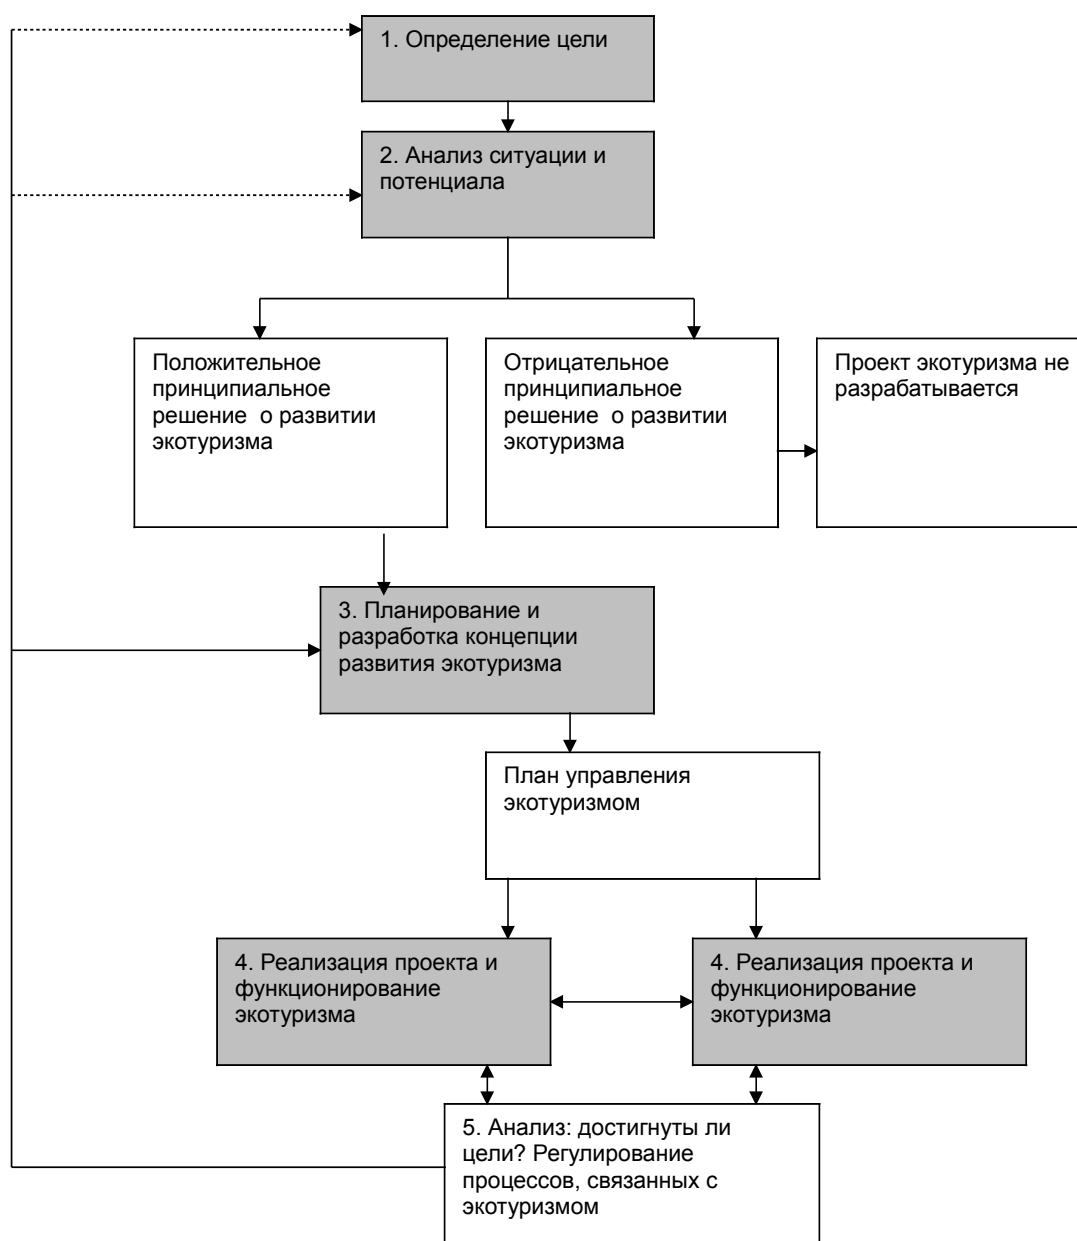 1. Определение цели
2. Анализ ситуации и
потенциала
Положительное
принципиальное
решение  о развитии
экотуризма
Отрицательное
принципиальное
решение  о развитии
экотуризма
Проект экотуризма не
разрабатывается
3. Планирование и
разработка концепции
развития экотуризма
План управления
экотуризмом
4. Реализация проекта и
функционирование
экотуризма
4. Реализация проекта и
функционирование
экотуризма
5. Анализ: достигнуты ли
цели? Регулирование
процессов, связанных с
экотуризмом